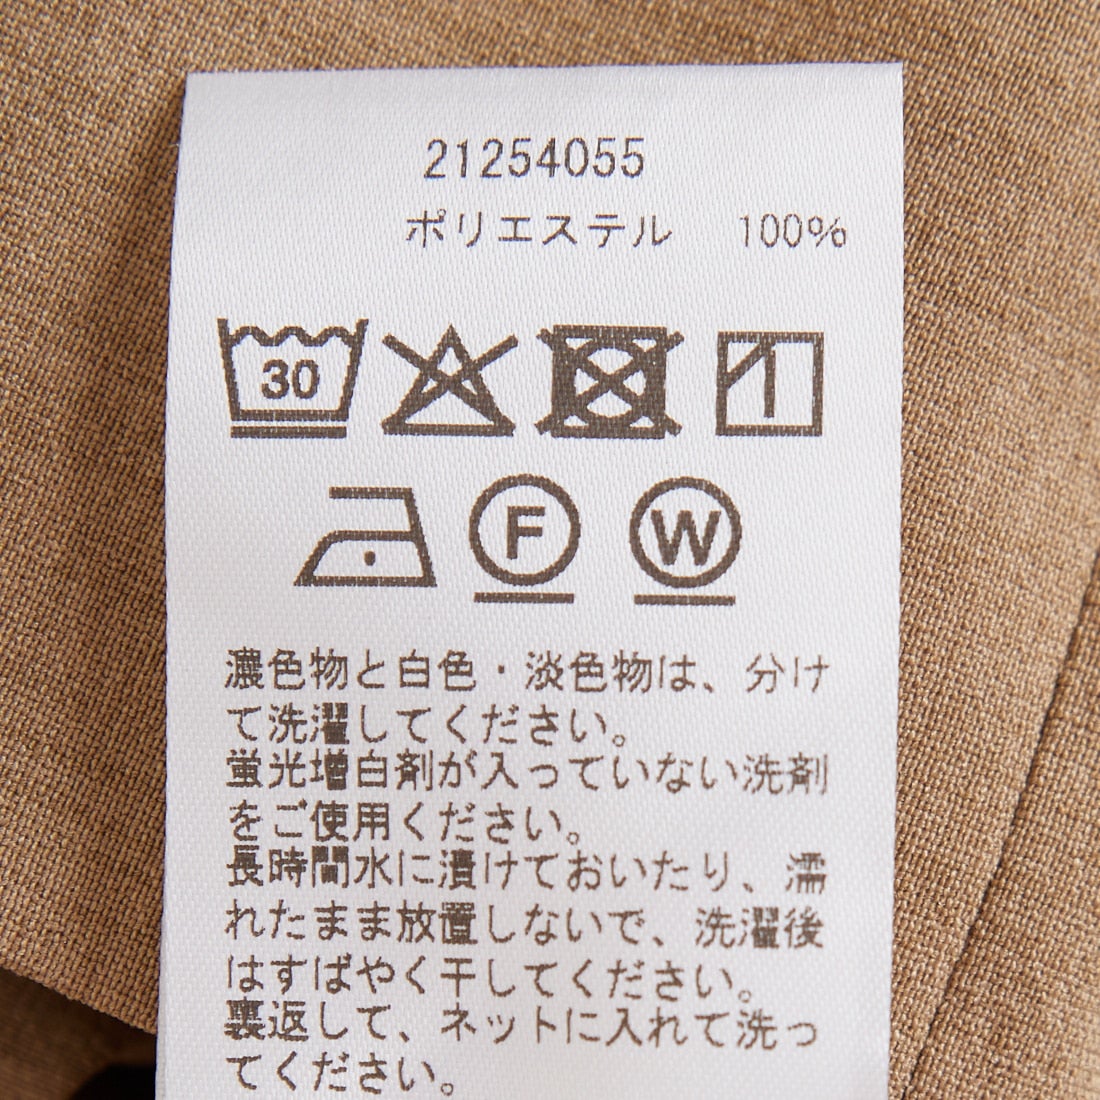 21254055
ポリエステル 100%
30
F W
濃色物と白色・淡色物は、分け
て洗濯してください。
蛍光増白剤が入っていない洗剤
をご使用ください。
長時間水に漬けておいたり、濡
れたまま放置しないで、洗濯後
はすばやく干してください。
裏返して、ネットに入れて洗っ
てください。